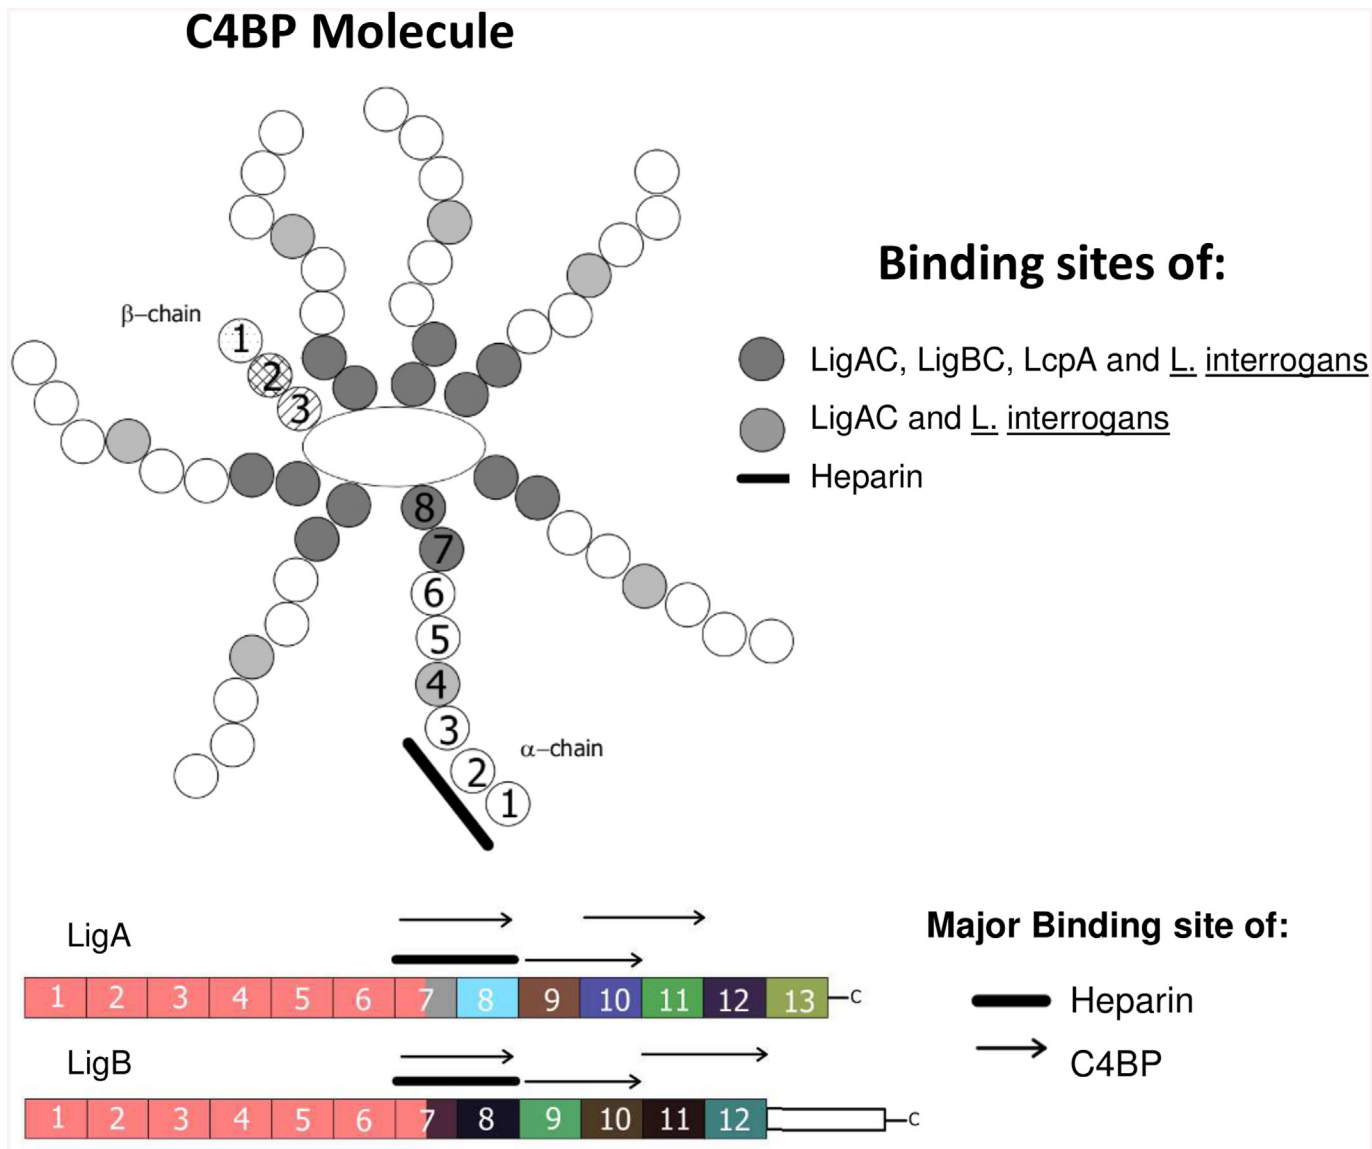 C4BP Molecule
β–chain
1
2
3
8
7
6
5
4
3
2
1
α–chain
Binding sites of:
LigAC, LigBC, LcpA and L. interrogans
LigAC and L. interrogans
Heparin
LigA
1 2 3 4 5 6 7 8 9 10 11 12 13 C
LigB
1 2 3 4 5 6 7 8 9 10 11 12 C
Major Binding site of:
Heparin
C4BP